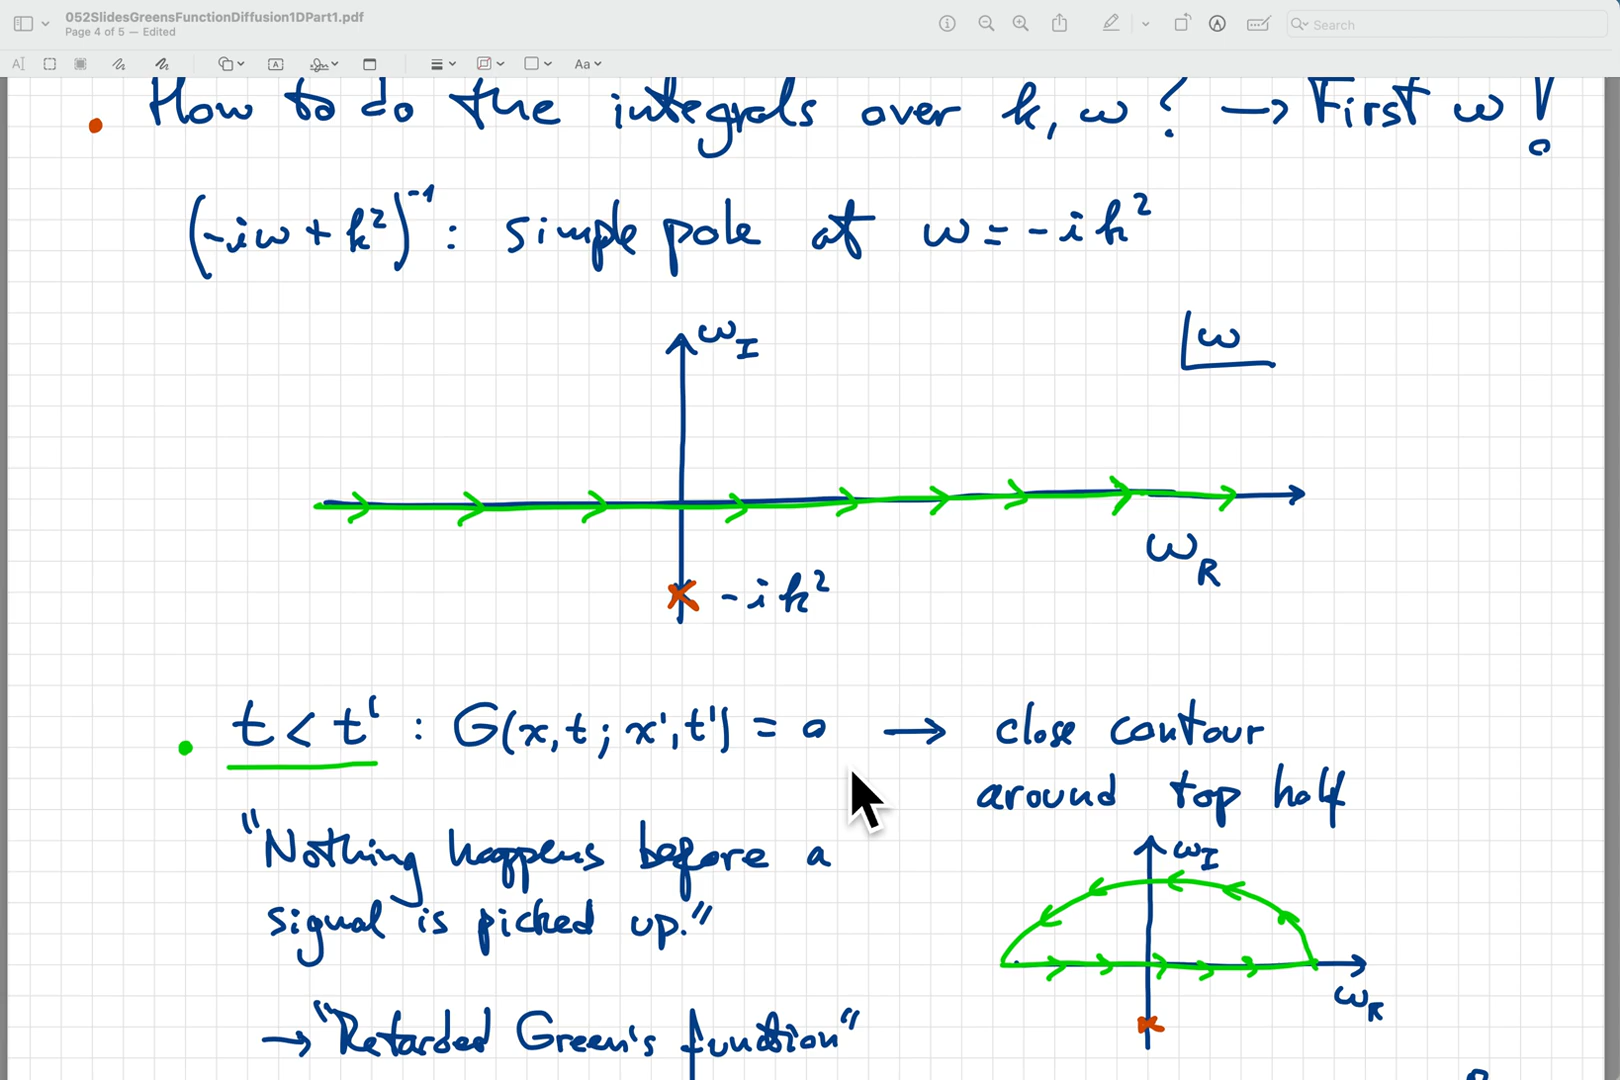 052SlidesGreensFunctionDiffusion1DPart1.pdf
Page 4 of 5 — Edited
Search
Aa
• How to do the integrals over k, ω ? → First ω !
(-iω + k²)⁻¹ : simple pole at ω = -ik²
ω_I
ω
ω_R
-ik²
• t < t' : G(x,t; x',t') = 0 → close contour
around top half
"Nothing happens before a
signal is picked up."
ω_I
ω_R
→ "Retarded Green's function"